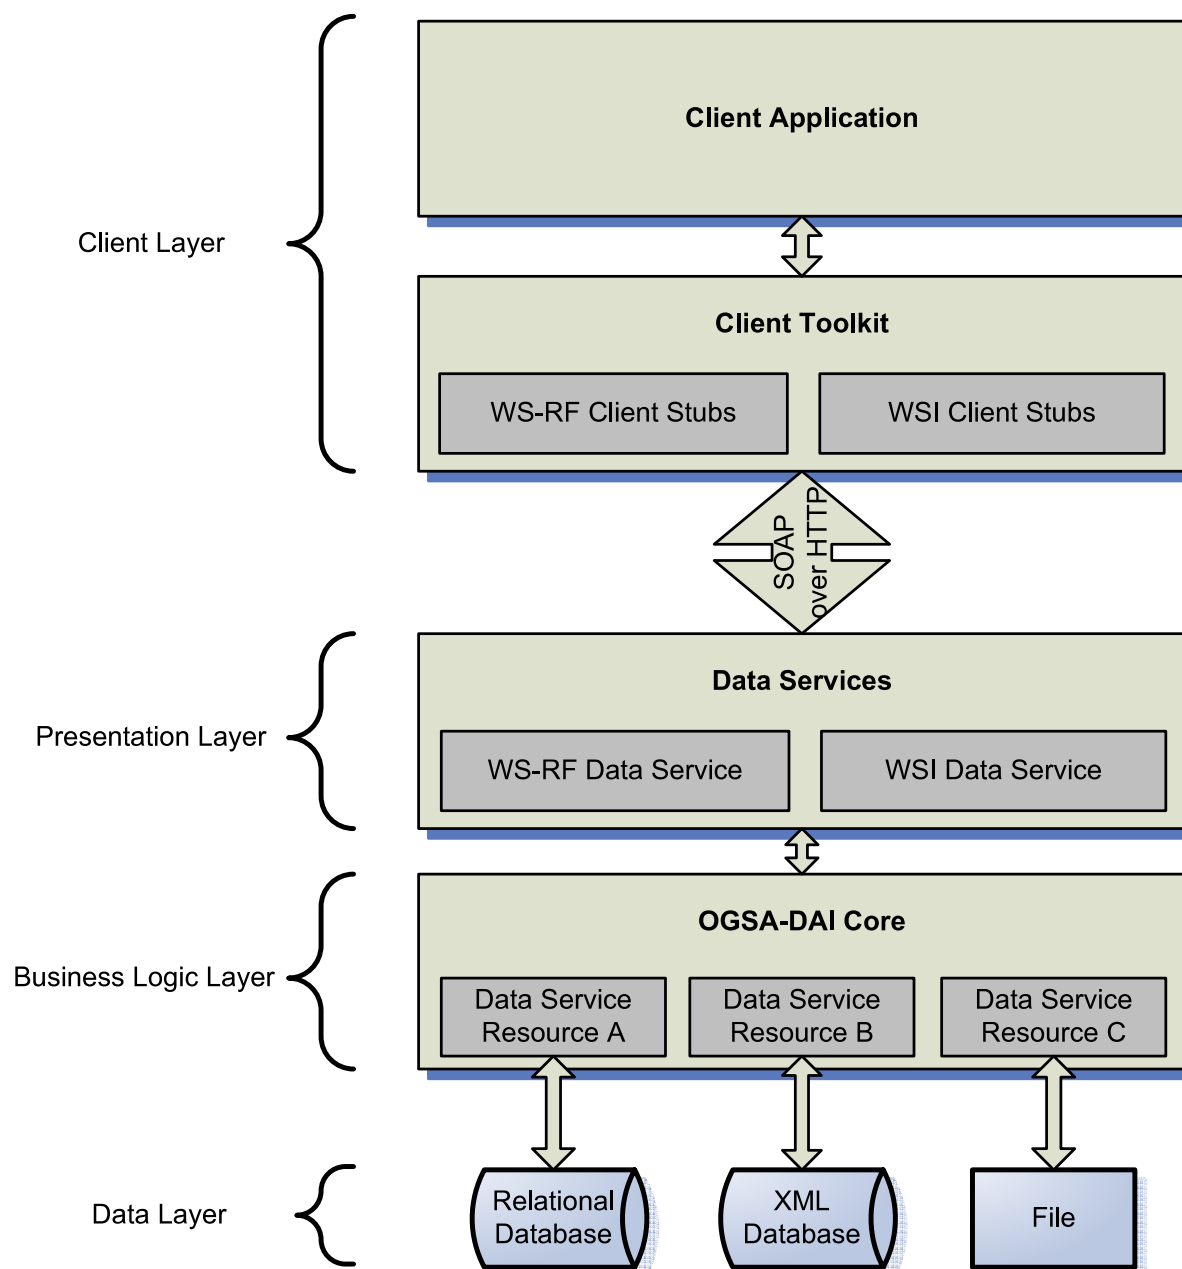 Client Application
Client Layer
Client Toolkit
WS-RF Client Stubs
WSI Client Stubs
SOAP
over HTTP
Data Services
Presentation Layer
WS-RF Data Service
WSI Data Service
OGSA-DAI Core
Business Logic Layer
Data Service
Resource A
Data Service
Resource B
Data Service
Resource C
Data Layer
Relational
Database
XML
Database
File